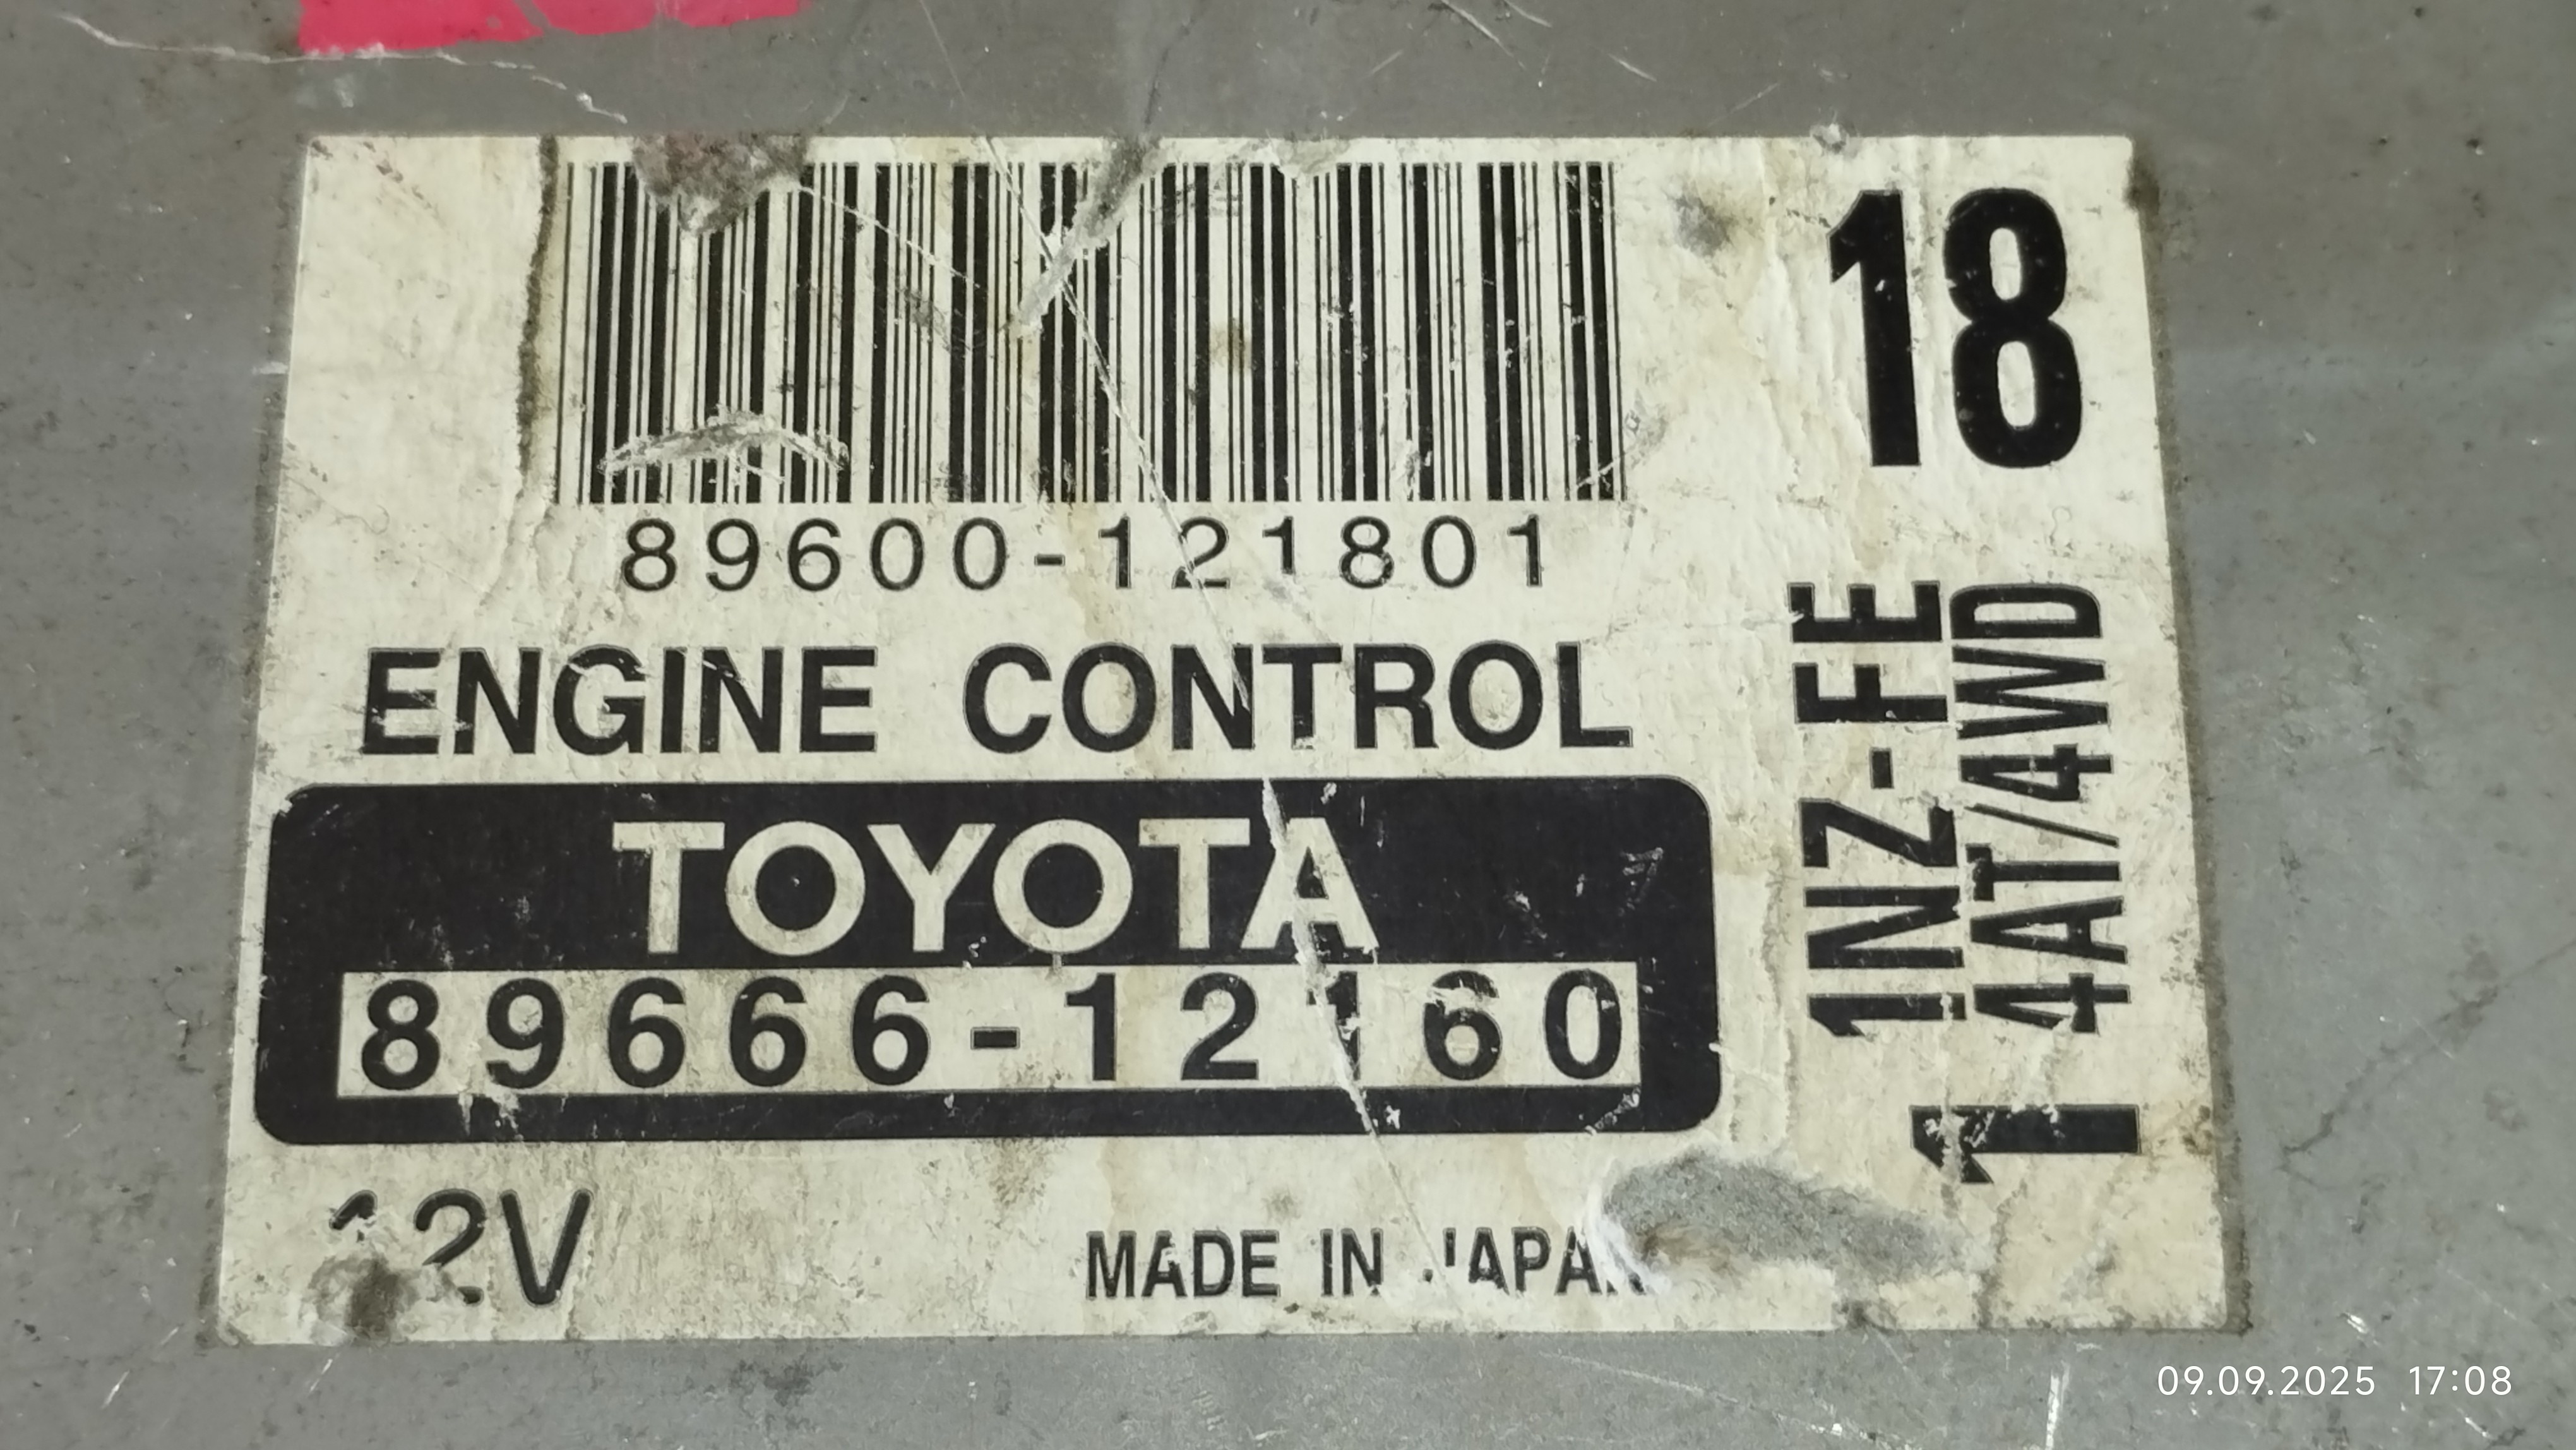 89600-121801
ENGINE CONTROL
TOYOTA
89666-12160
12V
MADE IN JAPAN
18
1NZ-FE
1 4AT/4WD
09.09.2025 17:08